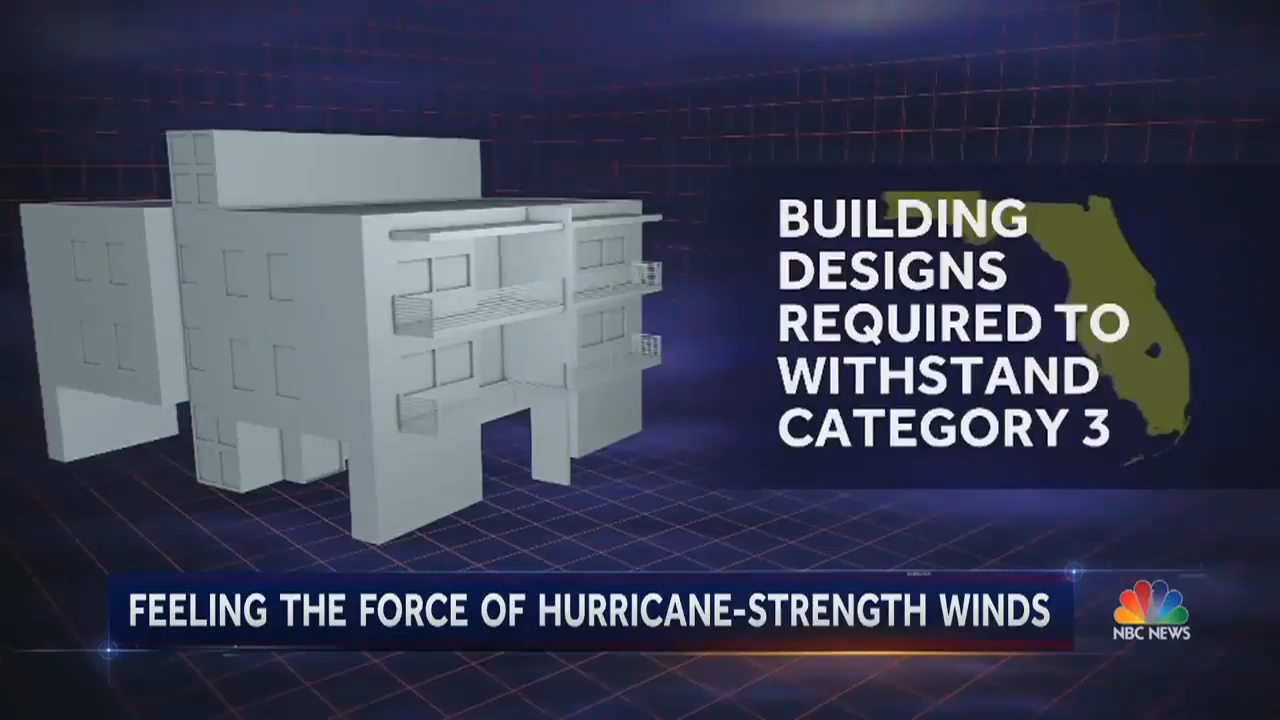 BUILDING
DESIGNS
REQUIRED TO
WITHSTAND
CATEGORY 3
FEELING THE FORCE OF HURRICANE-STRENGTH WINDS
NBC NEWS